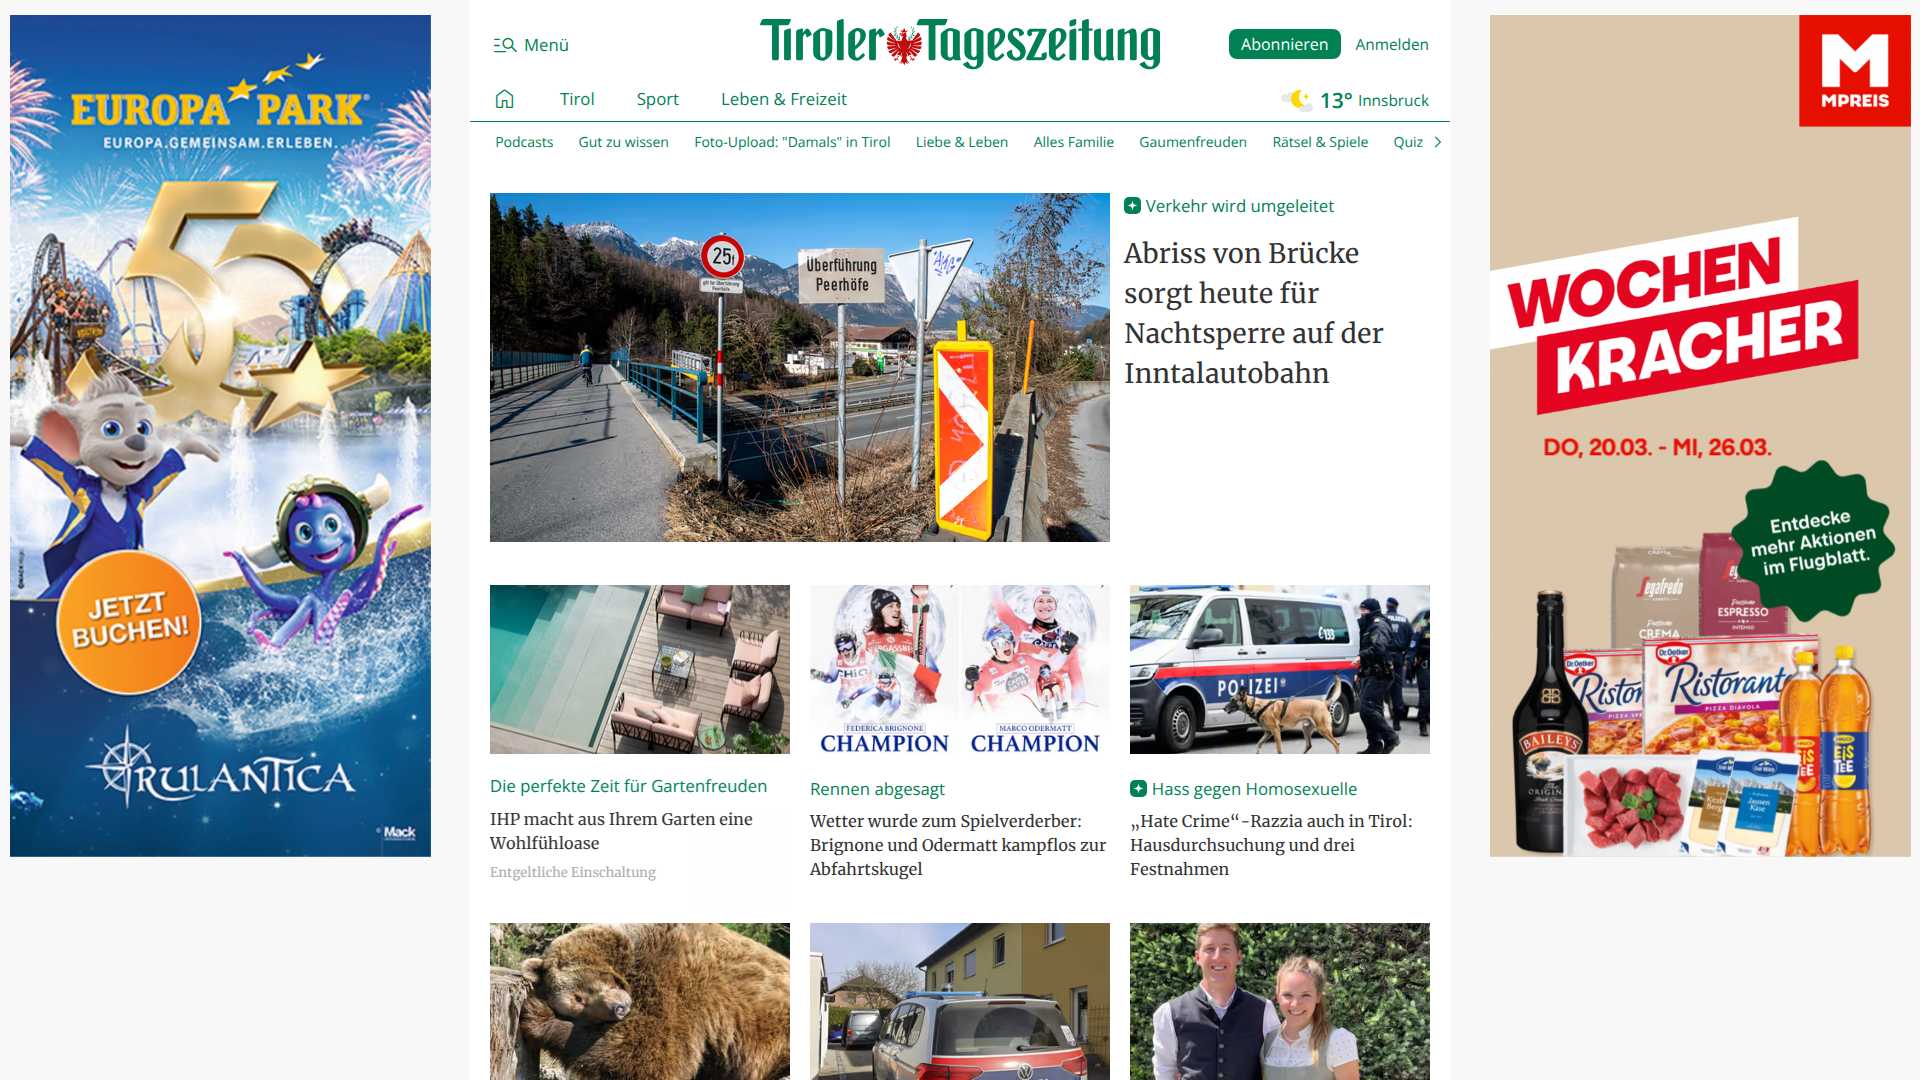 Menü
Tiroler Tageszeitung
Abonnieren
Anmelden
Tirol
Sport
Leben & Freizeit
13° Innsbruck
Podcasts
Gut zu wissen
Foto-Upload: "Damals" in Tirol
Liebe & Leben
Alles Familie
Gaumenfreuden
Rätsel & Spiele
Quiz
EUROPA PARK
EUROPA.GEMEINSAM.ERLEBEN.
JETZT
BUCHEN!
RULANTICA
Mack
25t
Überführung
Peerhöfe
Verkehr wird umgeleitet
Abriss von Brücke
sorgt heute für
Nachtsperre auf der
Inntalautobahn
Die perfekte Zeit für Gartenfreuden
IHP macht aus Ihrem Garten eine
Wohlfühloase
Entgeltliche Einschaltung
FEDERICA BRIGNONE
CHAMPION
MARCO ODERMATT
CHAMPION
Rennen abgesagt
Wetter wurde zum Spielverderber:
Brignone und Odermatt kampflos zur
Abfahrtskugel
133
POLIZEI
Hass gegen Homosexuelle
„Hate Crime“-Razzia auch in Tirol:
Hausdurchsuchung und drei
Festnahmen
MPREIS
WOCHEN
KRACHER
DO, 20.03. - MI, 26.03.
Entdecke
mehr Aktionen
im Flugblatt.
Segafredo
CREMA
ESPRESSO
Dr. Oetker
Ristorante
PIZZA DIAVOLA
BAILEYS
EISTEE